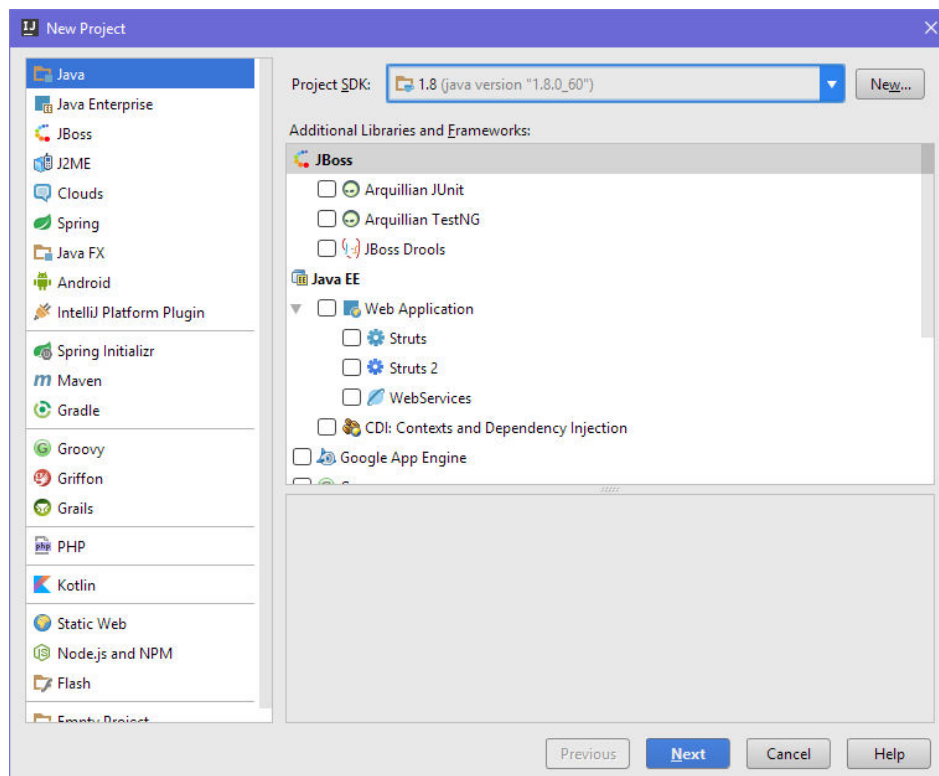 New Project
Java
Java Enterprise
JBoss
J2ME
Clouds
Spring
Java FX
Android
IntelliJ Platform Plugin
Spring Initializr
Maven
Gradle
Groovy
Griffon
Grails
PHP
Kotlin
Static Web
Node.js and NPM
Flash
Empty Project
Project SDK: 1.8 (java version "1.8.0_60") New...
Additional Libraries and Frameworks:
JBoss
Arquillian JUnit
Arquillian TestNG
JBoss Drools
Java EE
Web Application
Struts
Struts 2
WebServices
CDI: Contexts and Dependency Injection
Google App Engine
Previous Next Cancel Help